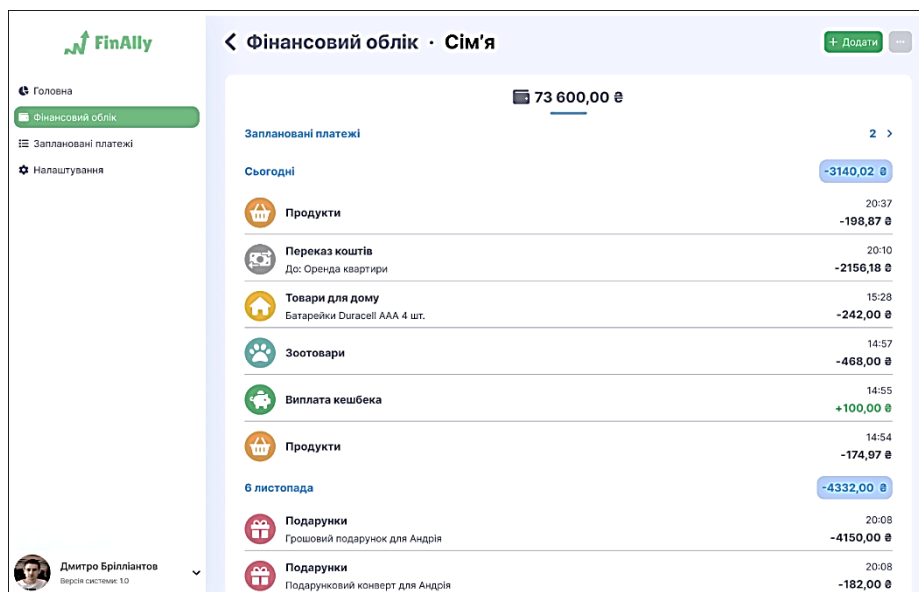 FinAlly
Фінансовий облік · Сім'я
+ Додати
...
Головна
Фінансовий облік
Заплановані платежі
Налаштування
73 600,00 ₴
Заплановані платежі 2 >
Сьогодні -3140,02 ₴
20:37
Продукти
-198,87 ₴
Переказ коштів 20:10
До: Оренда квартири -2156,18 ₴
Товари для дому 15:28
Батарейки Duracell AAA 4 шт. -242,00 ₴
14:57
Зоотовари
-468,00 ₴
14:55
Виплата кешбека
+100,00 ₴
14:54
Продукти
-174,97 ₴
6 листопада -4332,00 ₴
Подарунки 20:08
Грошовий подарунок для Андрія -4150,00 ₴
Подарунки 20:08
Подарунковий конверт для Андрія -182,00 ₴
Дмитро Брілліантов
Версія системи: 1.0